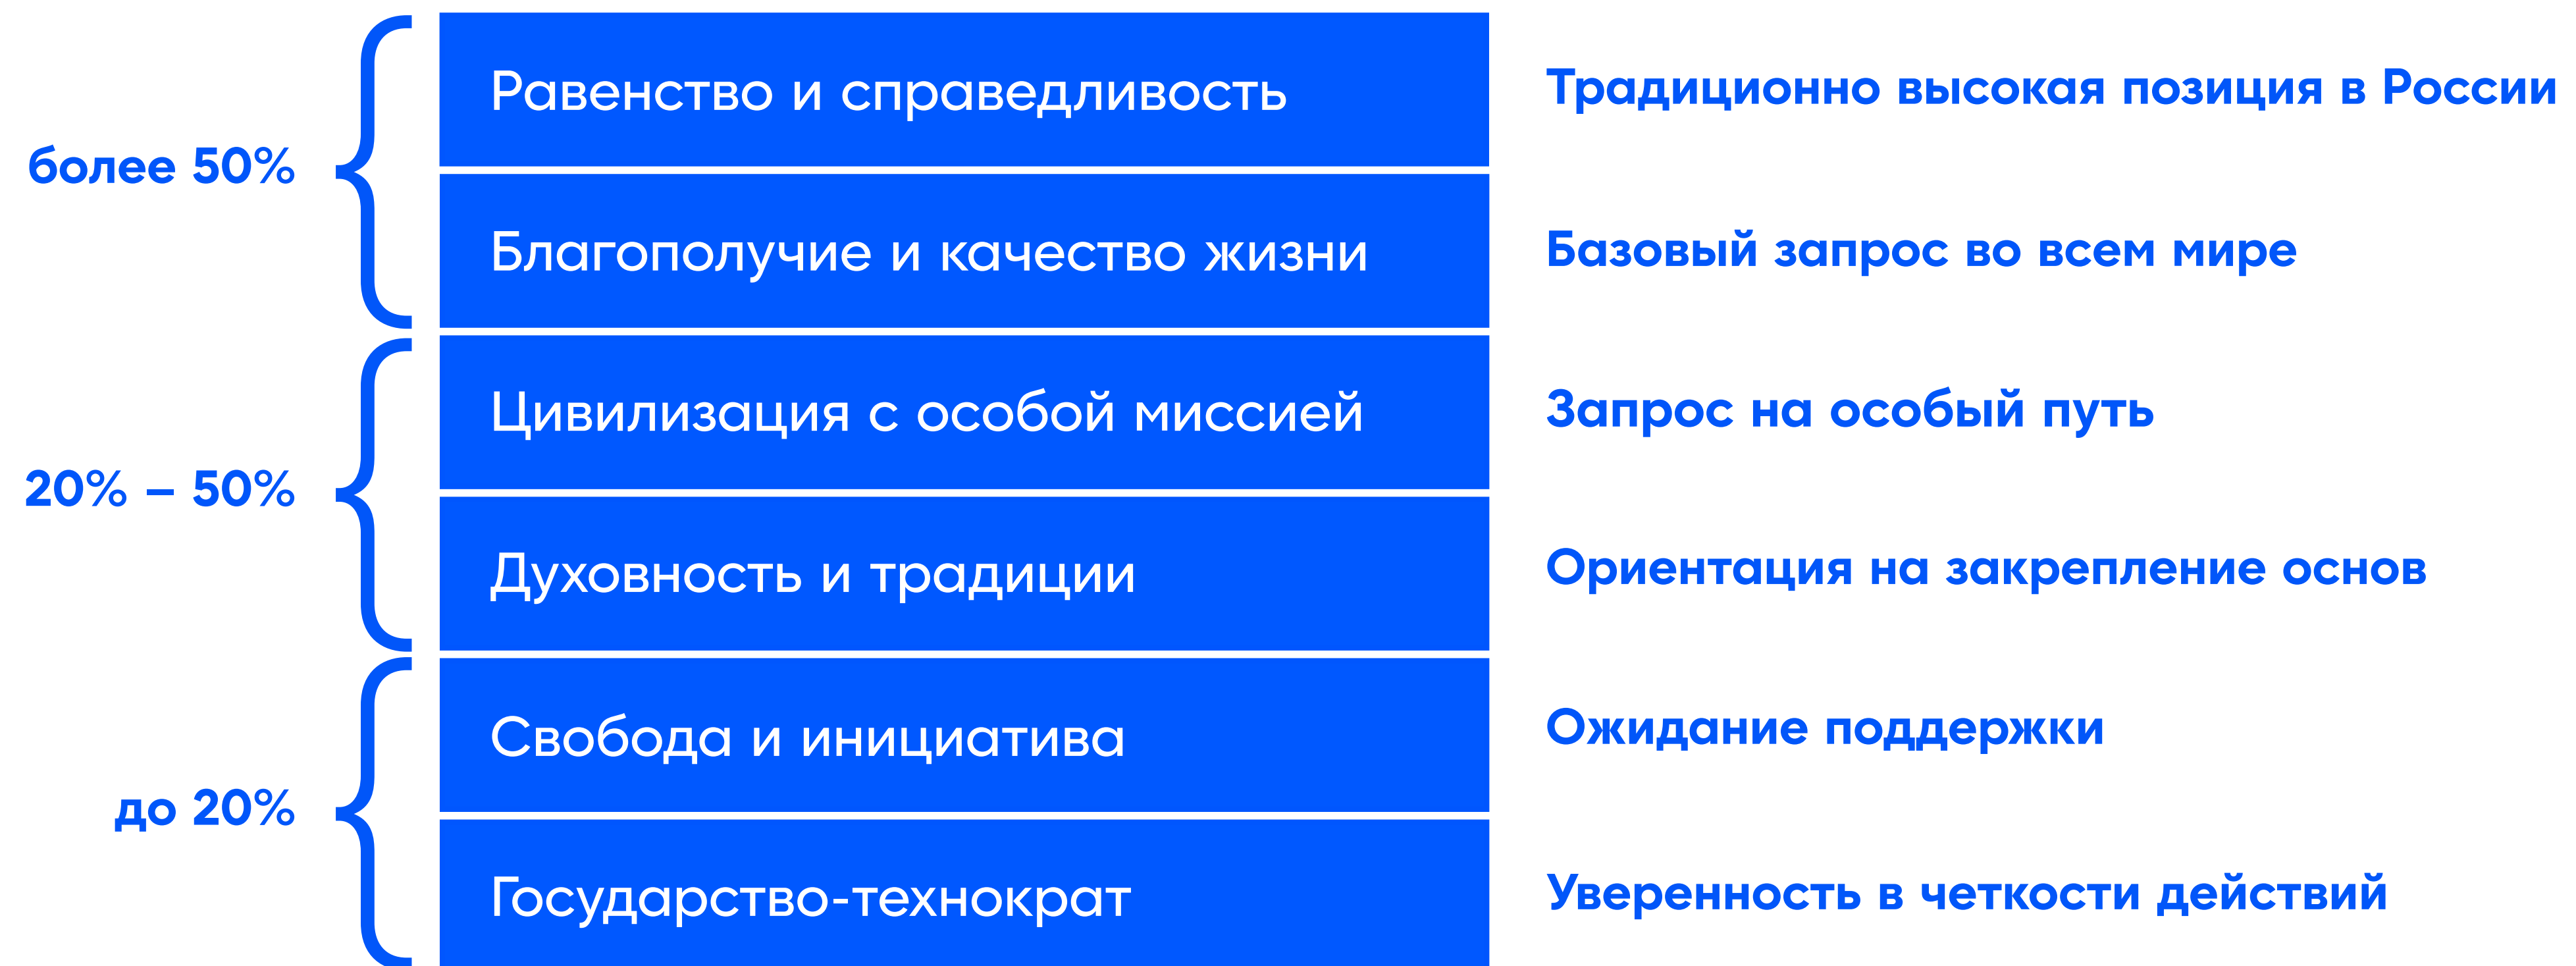 Равенство и справедливость
Традиционно высокая позиция в России
более 50%
Благополучие и качество жизни
Базовый запрос во всем мире
Цивилизация с особой миссией
Запрос на особый путь
20% – 50%
Духовность и традиции
Ориентация на закрепление основ
Свобода и инициатива
Ожидание поддержки
до 20%
Государство-технократ
Уверенность в четкости действий